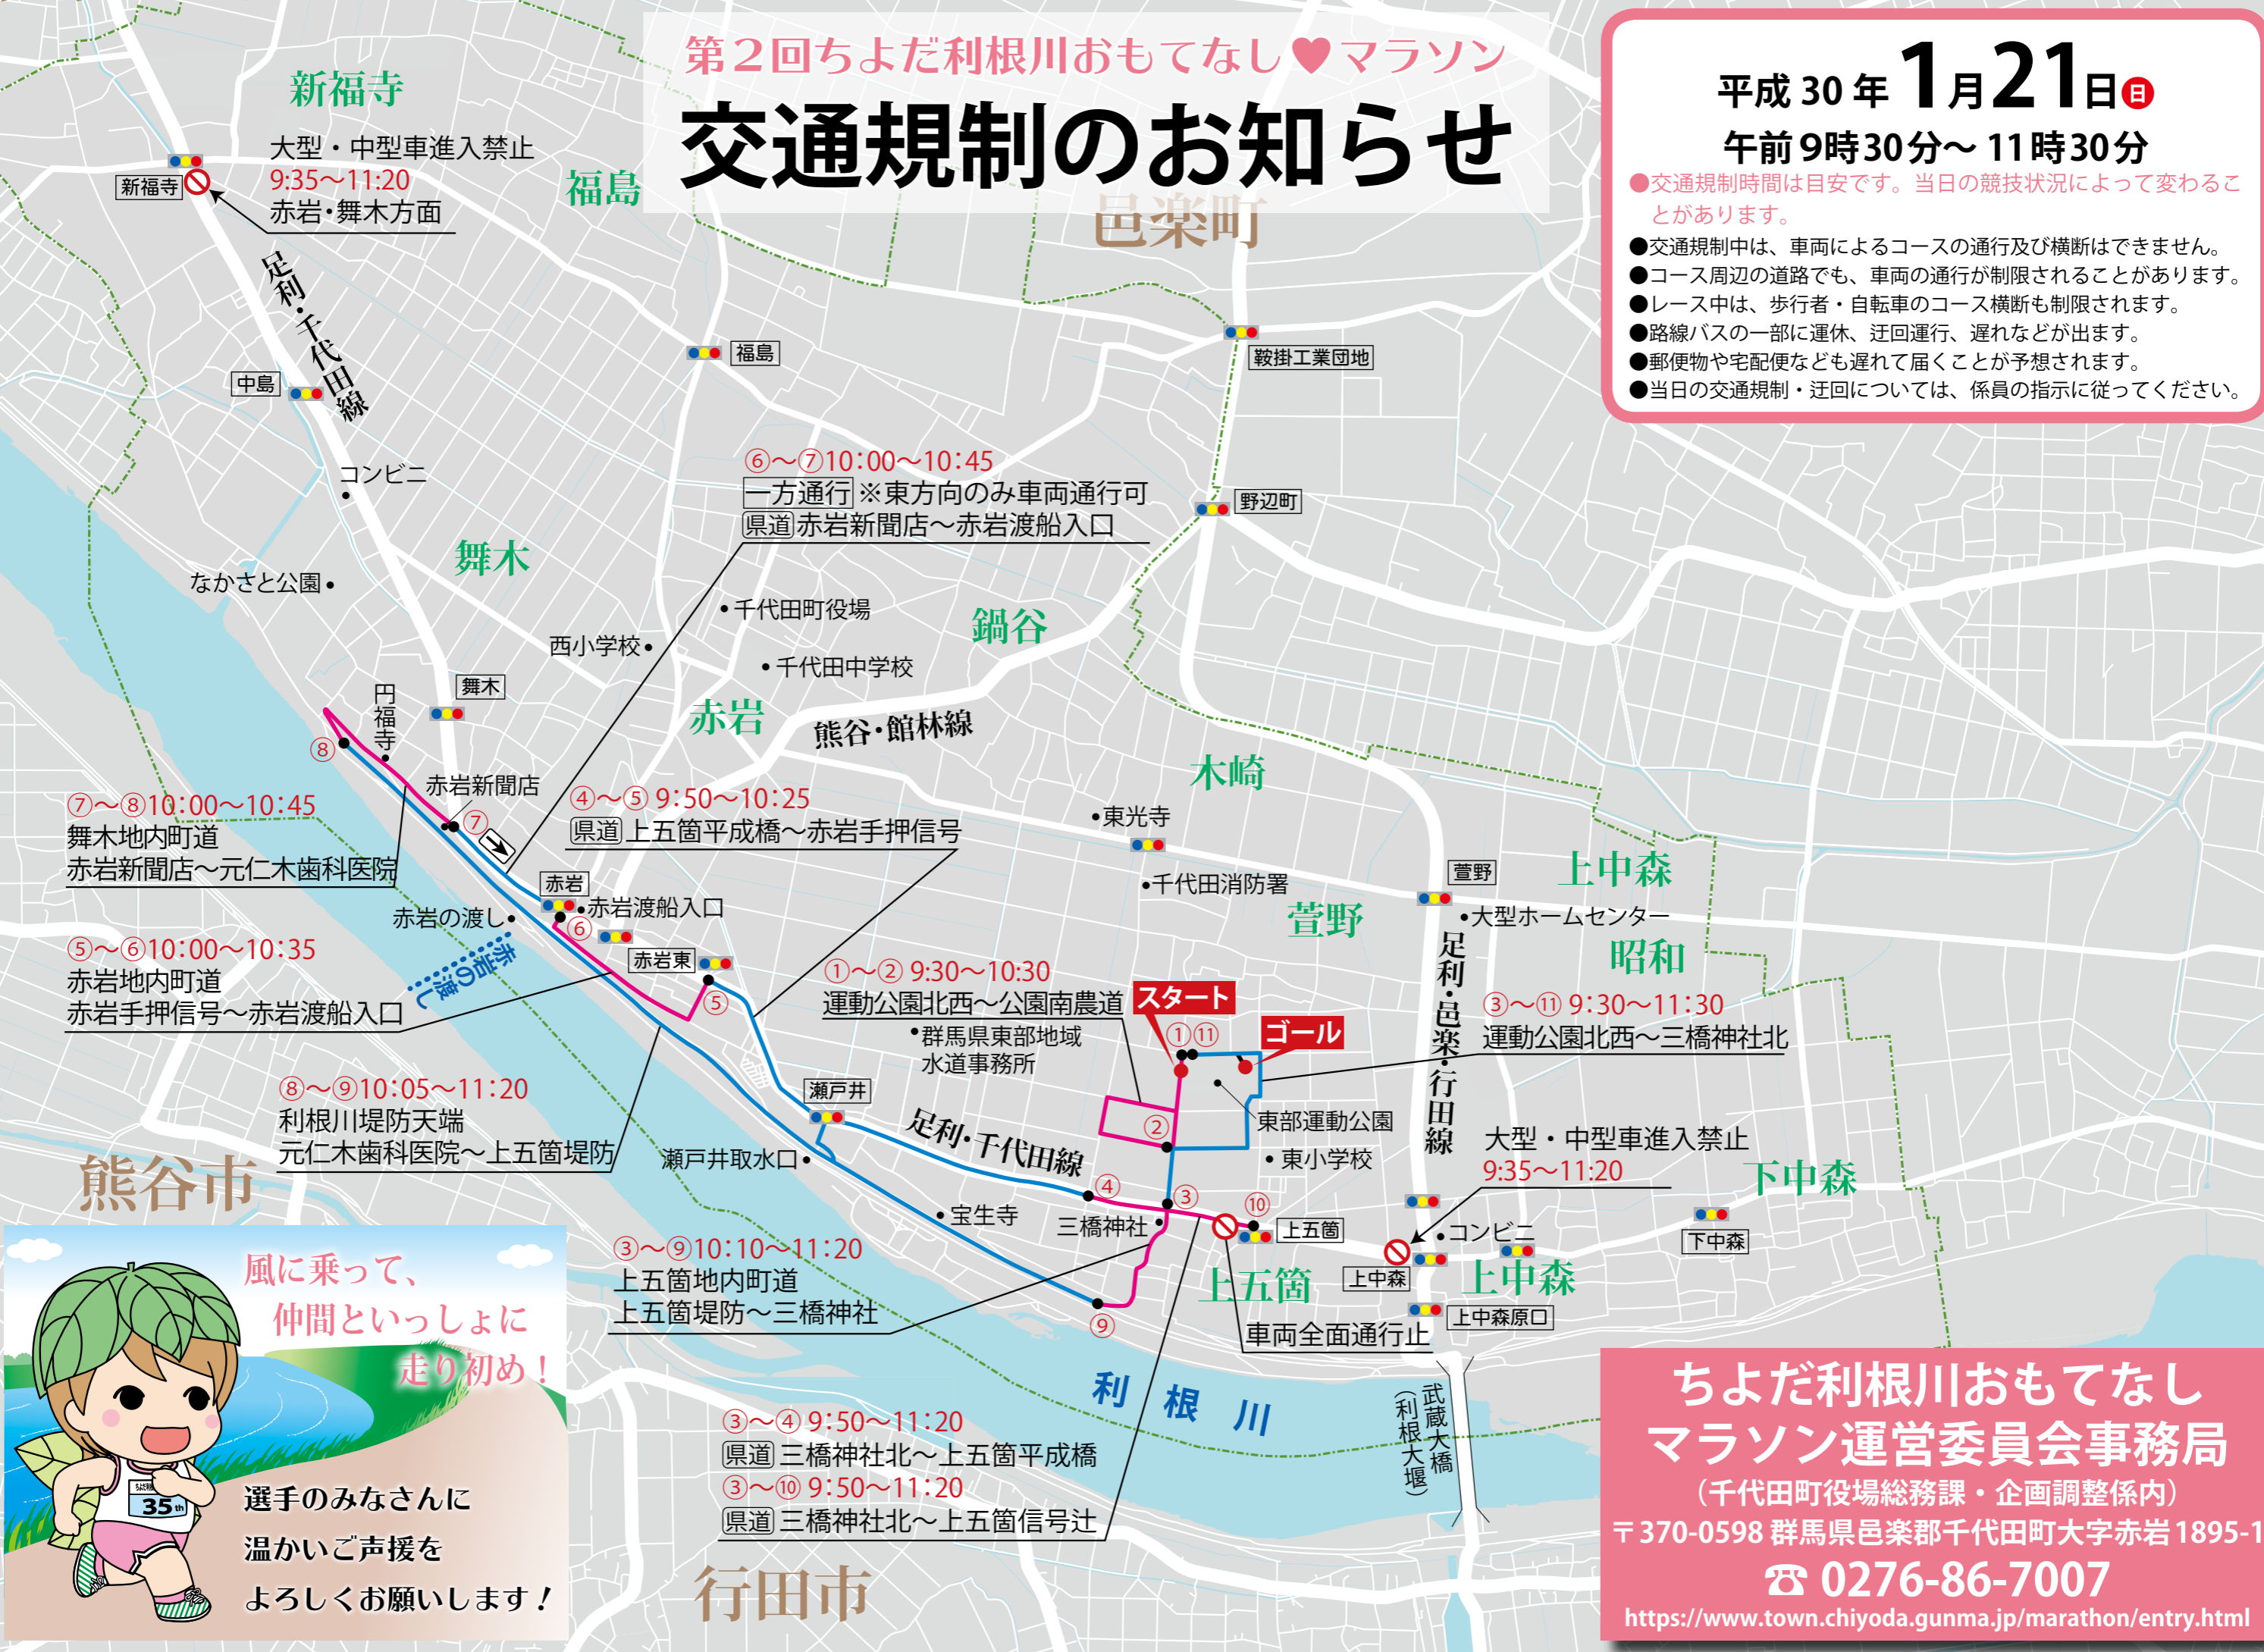 第２回ちよだ利根川おもてなし♥マラソン
交通規制のお知らせ
平成 30 年 1月21日㊐
午前9時30分～11時30分
●交通規制時間は目安です。当日の競技状況によって変わるこ
とがあります。
●交通規制中は、車両によるコースの通行及び横断はできません。
●コース周辺の道路でも、車両の通行が制限されることがあります。
●レース中は、歩行者・自転車のコース横断も制限されます。
●路線バスの一部に運休、迂回運行、遅れなどが出ます。
●郵便物や宅配便なども遅れて届くことが予想されます。
●当日の交通規制・迂回については、係員の指示に従ってください。
新福寺
大型・中型車進入禁止
9:35～11:20
赤岩・舞木方面
新福寺
福島
邑楽町
足利・千代田線
福島
鞍掛工業団地
中島
コンビニ
⑥～⑦10：00～10：45
一方通行 ※東方向のみ車両通行可
県道 赤岩新聞店～赤岩渡船入口
野辺町
舞木
なかさと公園
千代田町役場
鍋谷
西小学校
千代田中学校
舞木
円福寺
赤岩
熊谷・館林線
⑧
木崎
赤岩新聞店
⑦～⑧10：00～10：45
舞木地内町道
赤岩新聞店～元仁木歯科医院
⑦
④～⑤ 9：50～10：25
県道 上五箇平成橋～赤岩手押信号
東光寺
千代田消防署
萱野
上中森
赤岩
赤岩渡船入口
赤岩の渡し
⑥
萱野
大型ホームセンター
昭和
赤岩の渡し
赤岩東
⑤
⑤～⑥10：00～10：35
赤岩地内町道
赤岩手押信号～赤岩渡船入口
①～② 9:30～10:30
運動公園北西～公園南農道
群馬県東部地域
水道事務所
スタート
①⑪
ゴール
足利・邑楽・行田線
③～⑪ 9:30～11:30
運動公園北西～三橋神社北
⑧～⑨10：05～11：20
利根川堤防天端
元仁木歯科医院～上五箇堤防
瀬戸井
足利・千代田線
②
東部運動公園
東小学校
大型・中型車進入禁止
9:35～11:20
下中森
熊谷市
瀬戸井取水口
④
③
⑩
宝生寺
三橋神社
上五箇
コンビニ
下中森
③～⑨10：10～11：20
上五箇地内町道
上五箇堤防～三橋神社
上五箇
上中森
上中森
上中森原口
⑨
車両全面通行止
利根川
武蔵大橋
（利根大堰）
③～④ 9：50～11：20
県道 三橋神社北～上五箇平成橋
③～⑩ 9：50～11：20
県道 三橋神社北～上五箇信号辻
行田市
風に乗って、
仲間といっしょに
走り初め！
35th
選手のみなさんに
温かいご声援を
よろしくお願いします！
ちよだ利根川おもてなし
マラソン運営委員会事務局
（千代田町役場総務課・企画調整係内）
〒370-0598 群馬県邑楽郡千代田町大字赤岩1895-1
☎ 0276-86-7007
https://www.town.chiyoda.gunma.jp/marathon/entry.html